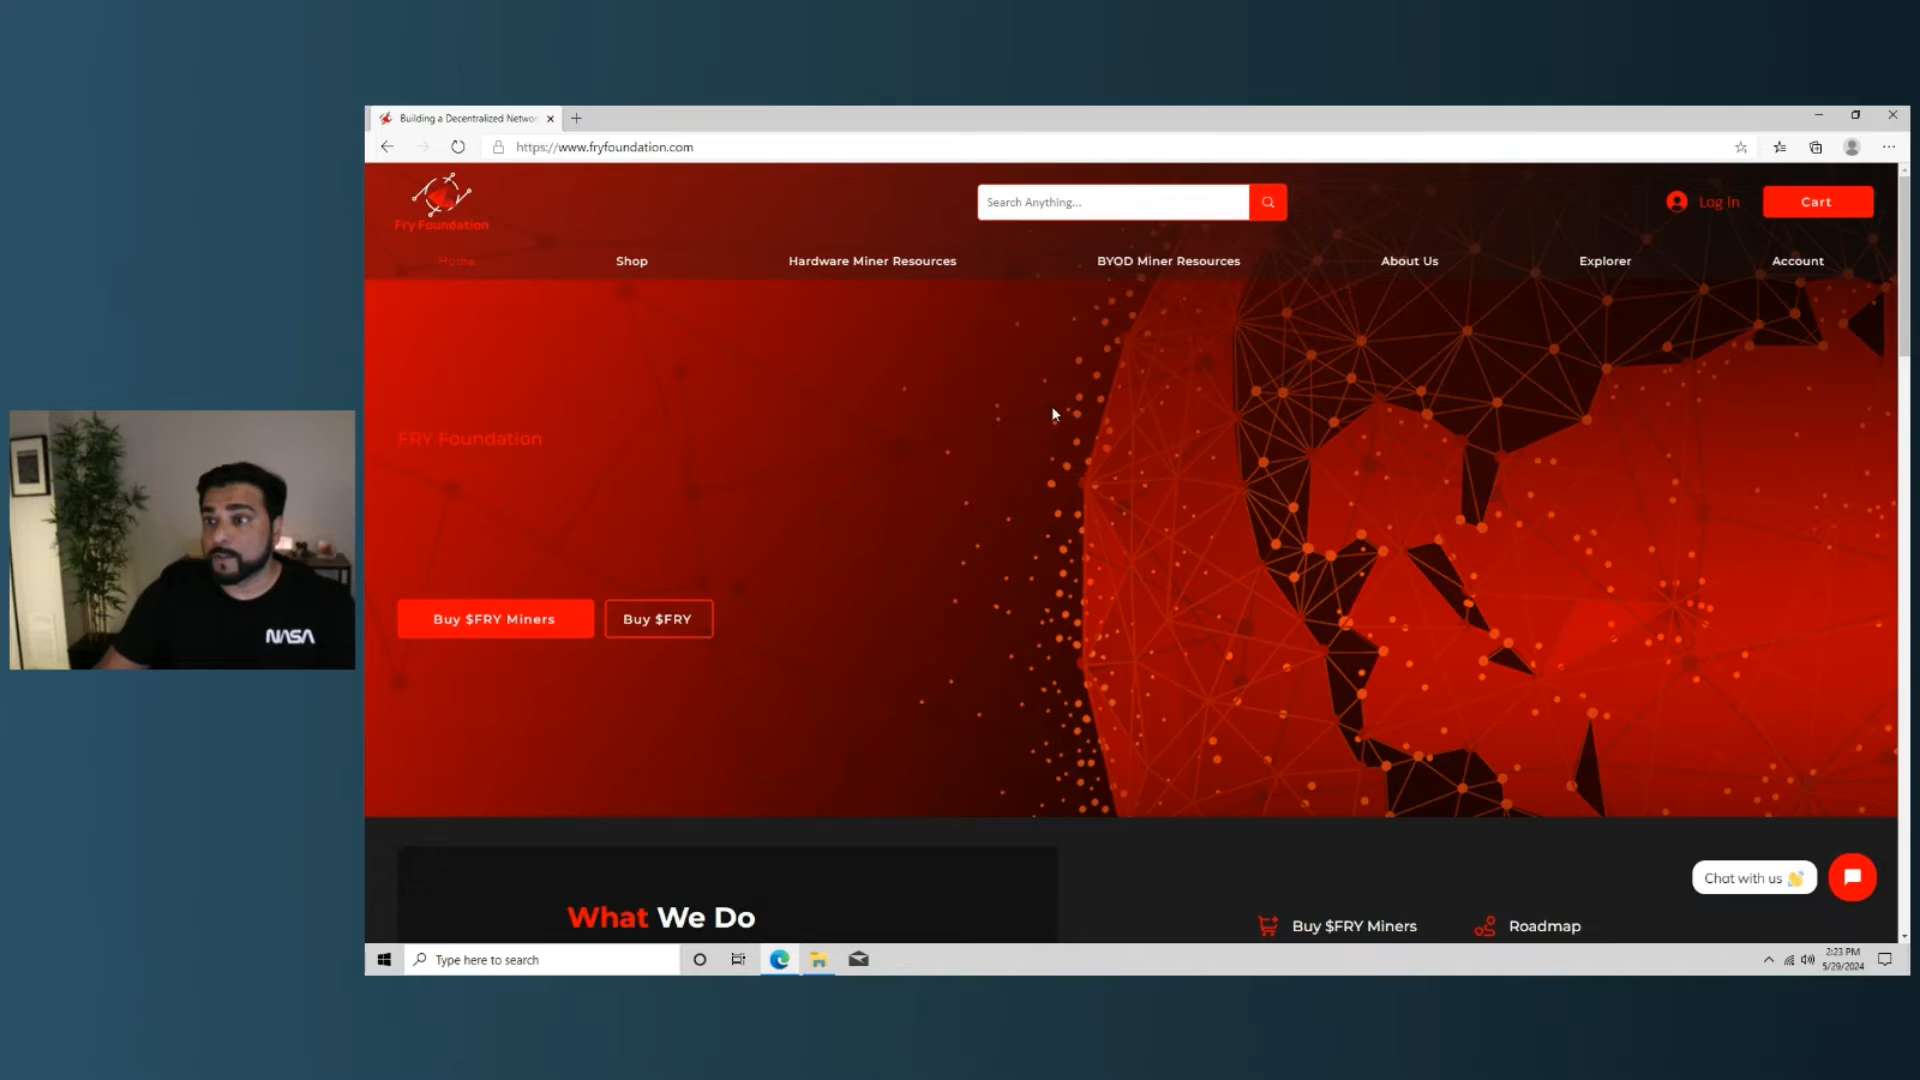 Building a Decentralized Networ
https://www.fryfoundation.com
Fry Foundation
Search Anything...
Log In
Cart
Home
Shop
Hardware Miner Resources
BYOD Miner Resources
About Us
Explorer
Account
FRY Foundation
Buy $FRY Miners
Buy $FRY
NASA
Chat with us 👋
What We Do
Buy $FRY Miners
Roadmap
Type here to search
2:23 PM
5/29/2024